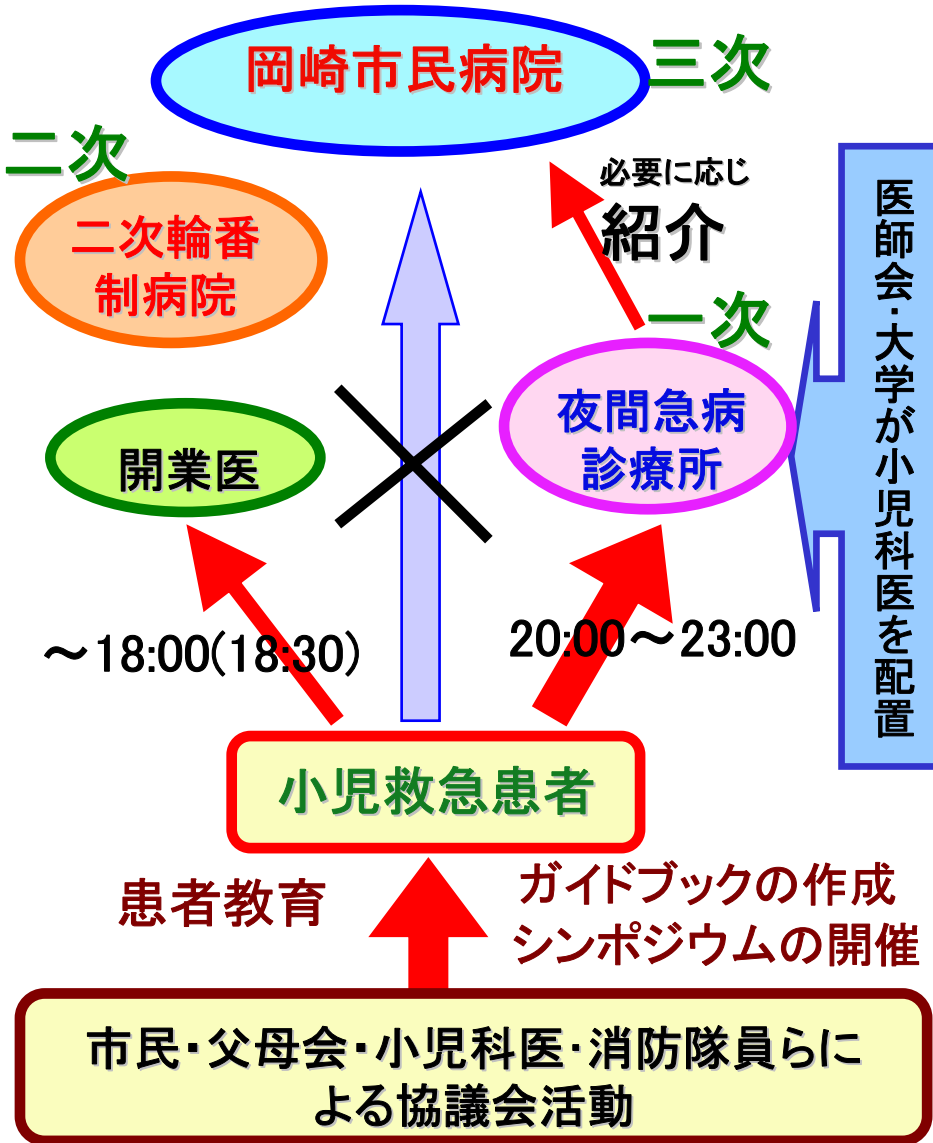 岡崎市民病院
三次
二次
二次輪番
制病院
必要に応じ
紹介
一次
夜間急病
診療所
開業医
医師会・大学が小児科医を配置
～18:00(18:30)
20:00～23:00
小児救急患者
患者教育
ガイドブックの作成
シンポジウムの開催
市民・父母会・小児科医・消防隊員らに
よる協議会活動